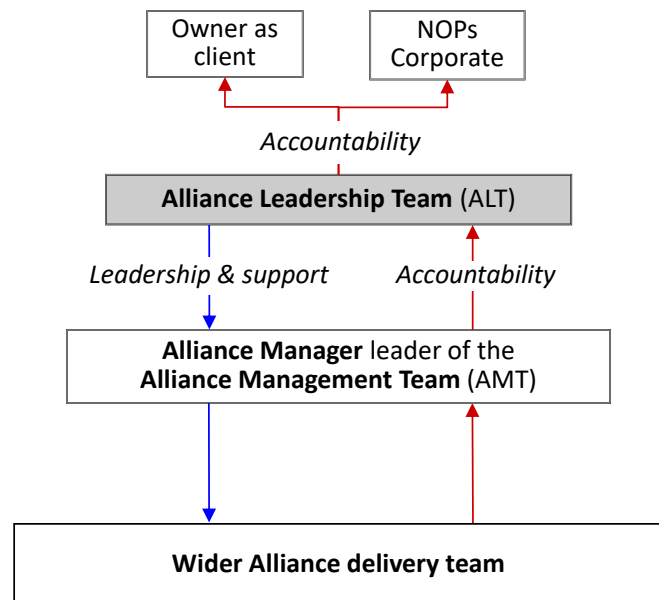 Owner as
client
NOPs
Corporate
Accountability
Alliance Leadership Team (ALT)
Leadership & support
Accountability
Alliance Manager leader of the
Alliance Management Team (AMT)
Wider Alliance delivery team